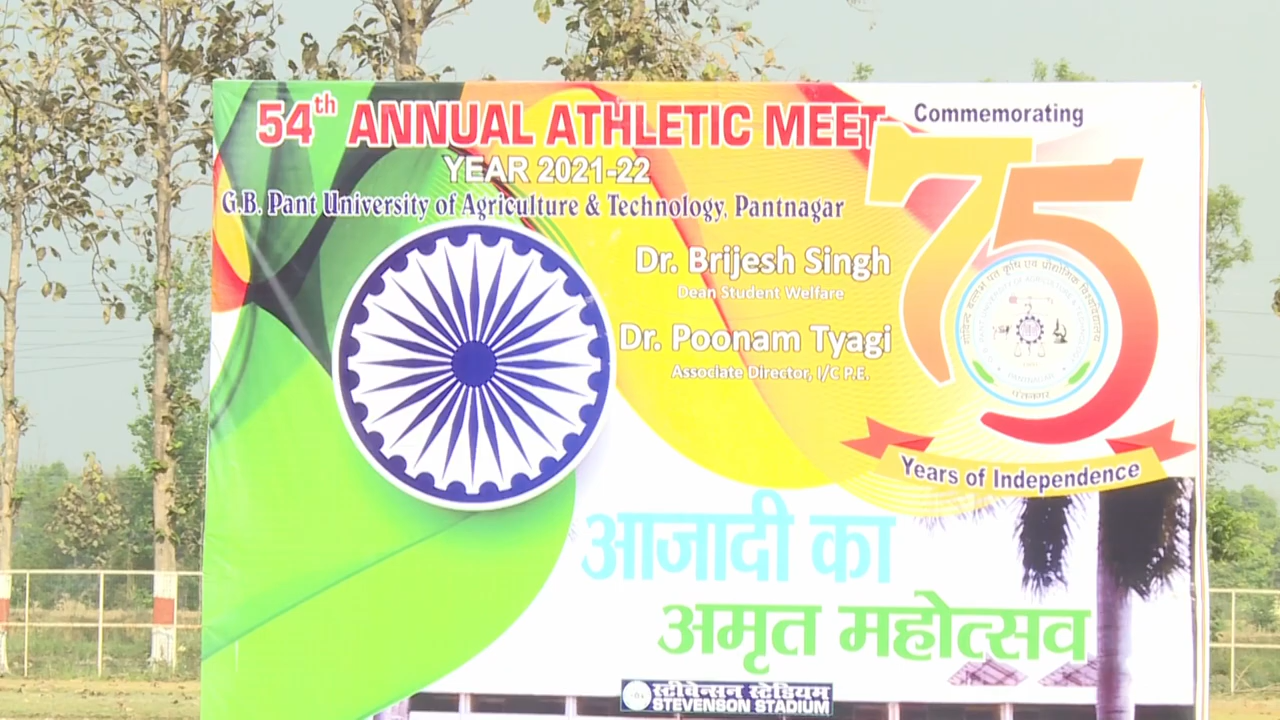 54th ANNUAL ATHLETIC MEET
YEAR 2021-22
G.B. Pant University of Agriculture & Technology, Pantnagar
Dr. Brijesh Singh
Dean Student Welfare
Dr. Poonam Tyagi
Associate Director, I/C P.E.
Commemorating
75
Years of Independence
आजादी का
अमृत महोत्सव
स्टीवेन्सन स्टेडियम
STEVENSON STADIUM